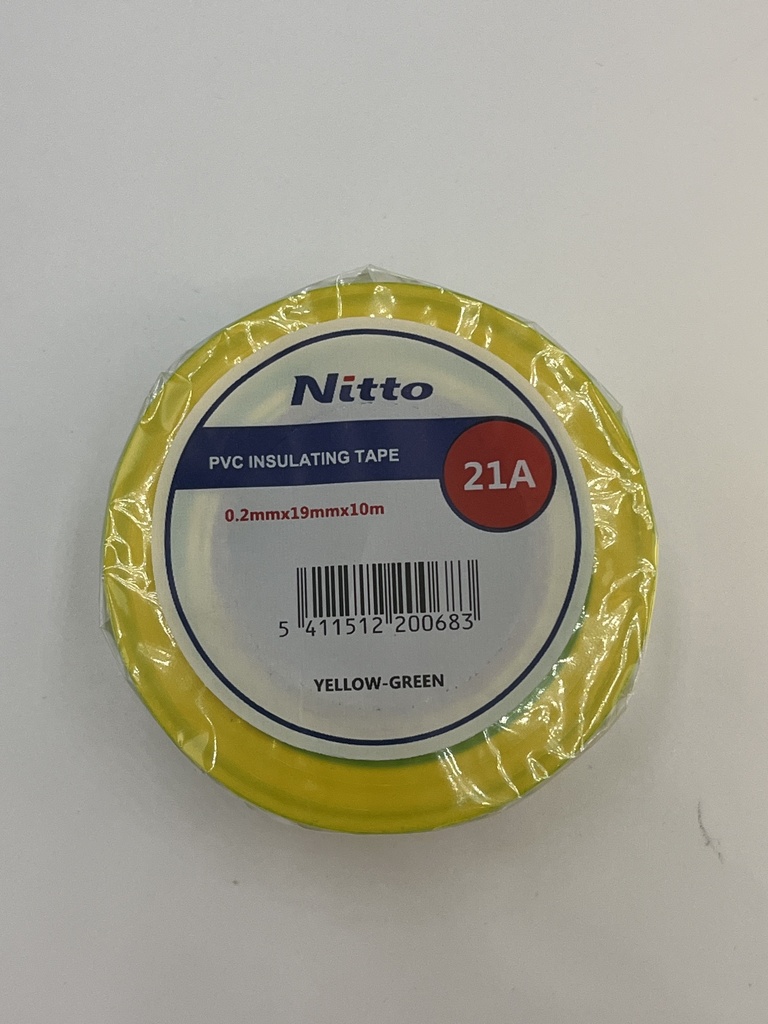 Nitto
PVC INSULATING TAPE
21A
0.2mmx19mmx10m
5 411512 200683
YELLOW-GREEN